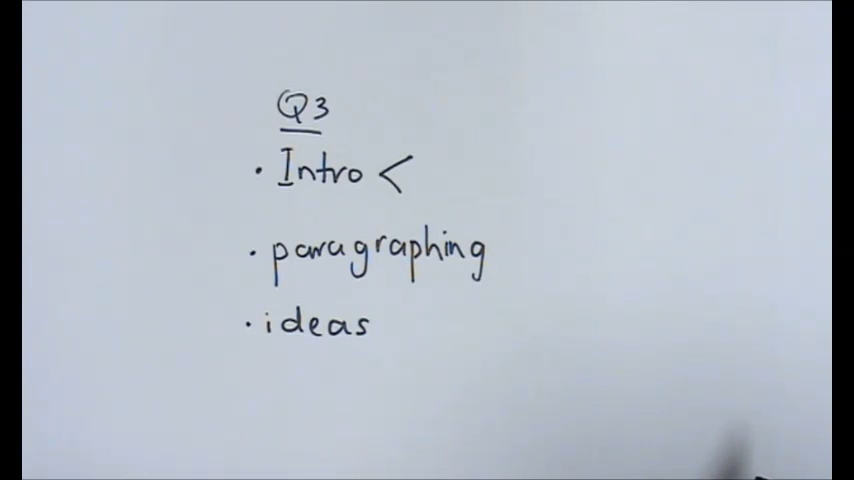 Q3
· Intro <
· paragraphing
· ideas